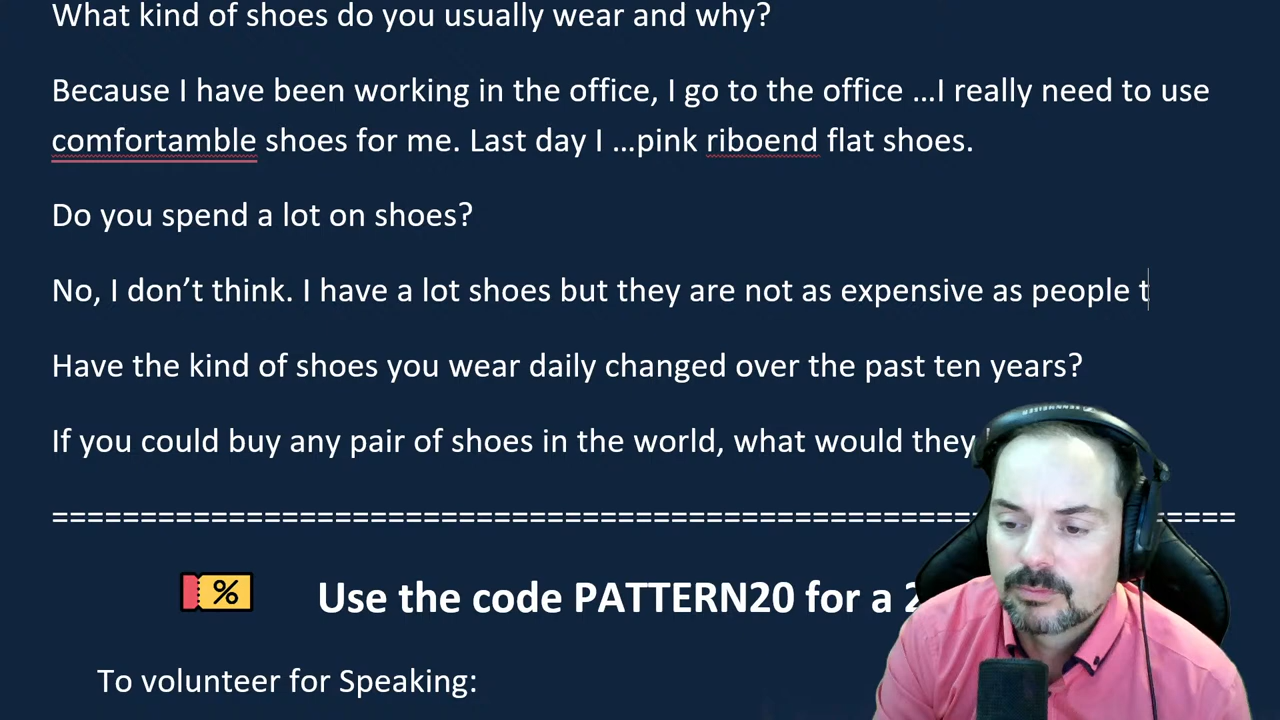 What kind of shoes do you usually wear and why?
Because I have been working in the office, I go to the office …I really need to use
comfortamble shoes for me. Last day I …pink riboend flat shoes.
Do you spend a lot on shoes?
No, I don’t think. I have a lot shoes but they are not as expensive as people t
Have the kind of shoes you wear daily changed over the past ten years?
If you could buy any pair of shoes in the world, what would they
==================================================================
% Use the code PATTERN20 for a
To volunteer for Speaking: